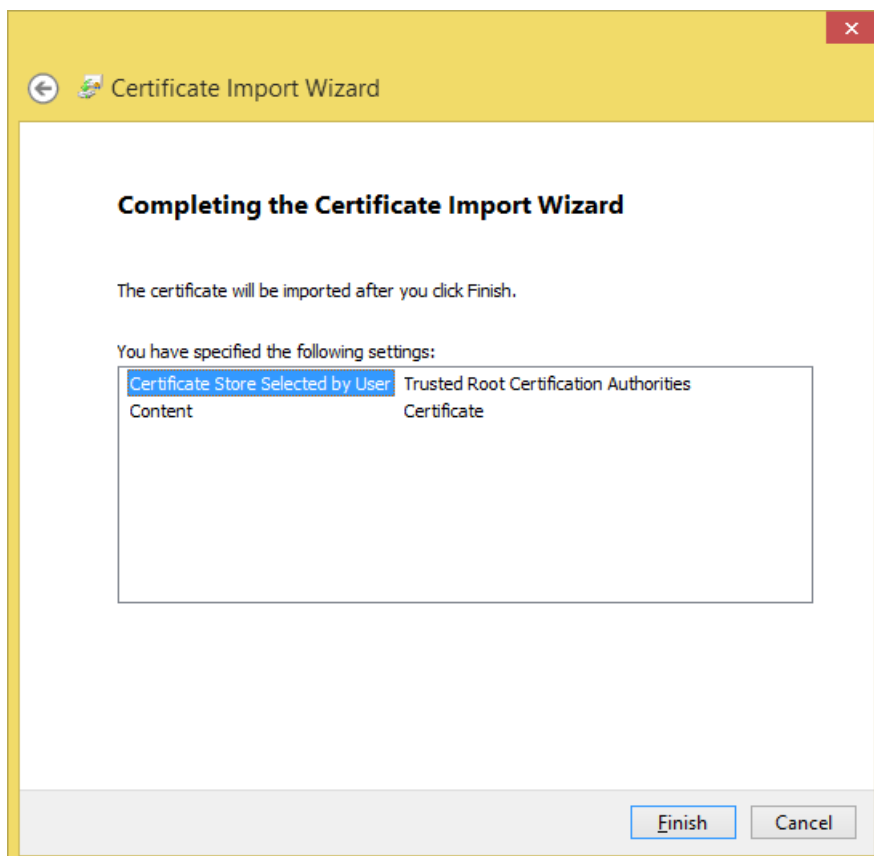 Certificate Import Wizard
Completing the Certificate Import Wizard
The certificate will be imported after you click Finish.
You have specified the following settings:
Certificate Store Selected by User Trusted Root Certification Authorities
Content Certificate
Finish Cancel